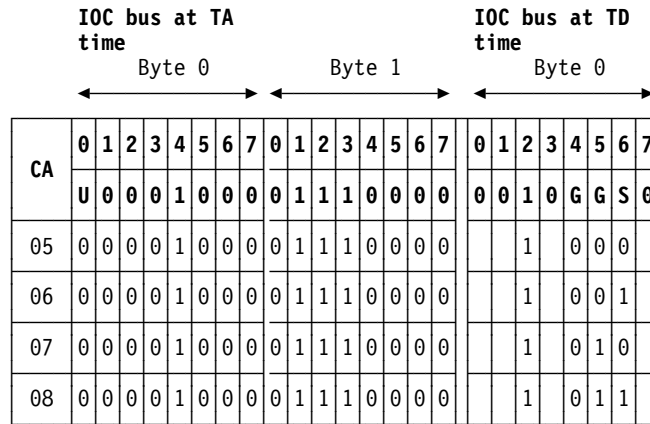 IOC bus at TA time IOC bus at TD time
Byte 0 Byte 1 Byte 0
CA 0 1 2 3 4 5 6 7 0 1 2 3 4 5 6 7 0 1 2 3 4 5 6 7
U 0 0 0 1 0 0 0 0 1 1 1 0 0 0 0 0 0 1 0 G G S 0
05 0 0 0 0 1 0 0 0 0 1 1 1 0 0 0 0 1 0 0 0
06 0 0 0 0 1 0 0 0 0 1 1 1 0 0 0 0 1 0 0 1
07 0 0 0 0 1 0 0 0 0 1 1 1 0 0 0 0 1 0 1 0
08 0 0 0 0 1 0 0 0 0 1 1 1 0 0 0 0 1 0 1 1